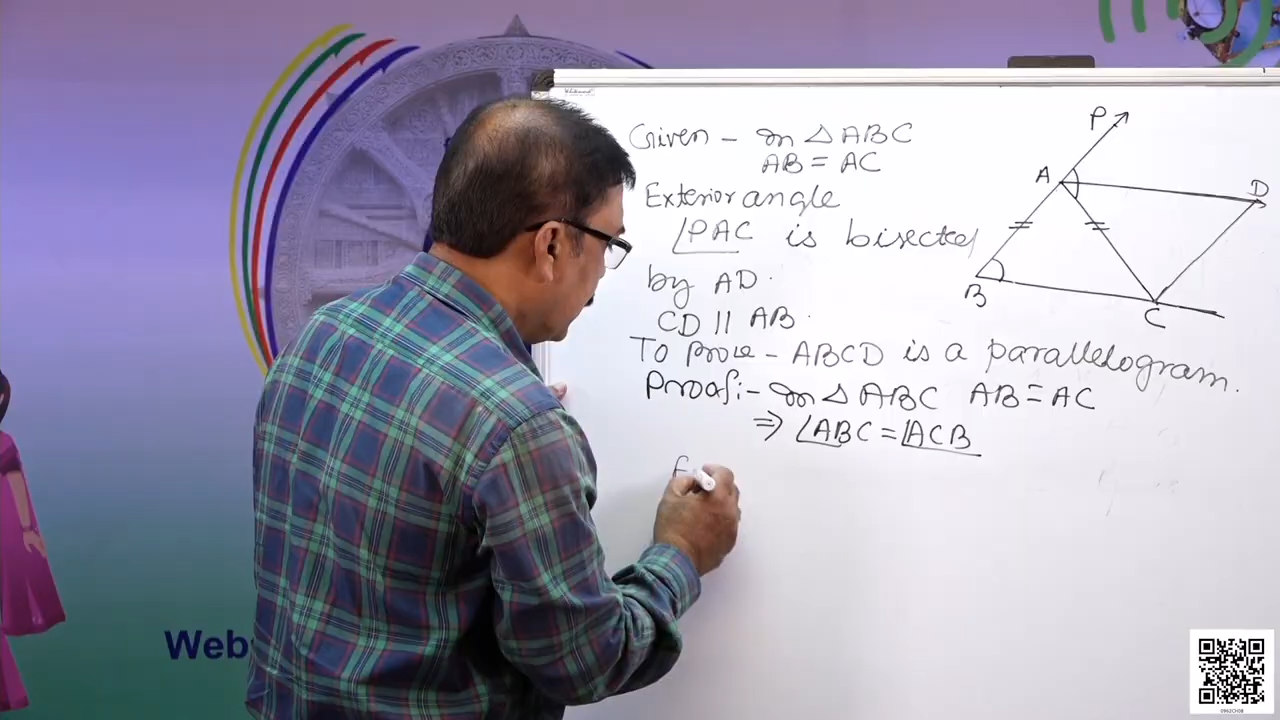 Given - In △ ABC
AB = AC
Exterior angle
∠PAC is bisected
by AD.
CD || AB.
To prove - ABCD is a parallelogram.
Proof:- In △ ABC AB = AC
⇒ ∠ABC = ∠ACB
P
A
D
B
C
Web
0962CH08